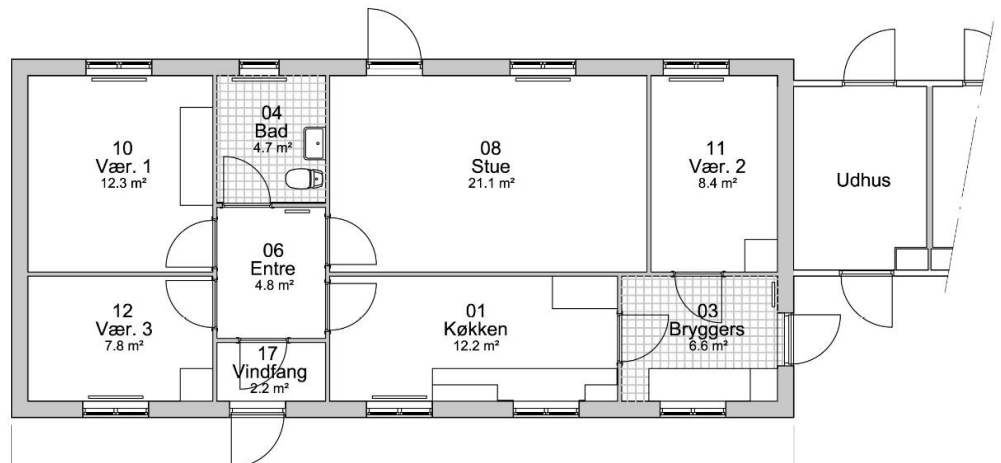 10
Vær. 1
12.3 m²
04
Bad
4.7 m²
08
Stue
21.1 m²
11
Vær. 2
8.4 m²
Udhus
06
Entre
4.8 m²
12
Vær. 3
7.8 m²
17
Vindfang
2.2 m²
01
Køkken
12.2 m²
03
Bryggers
6.6 m²